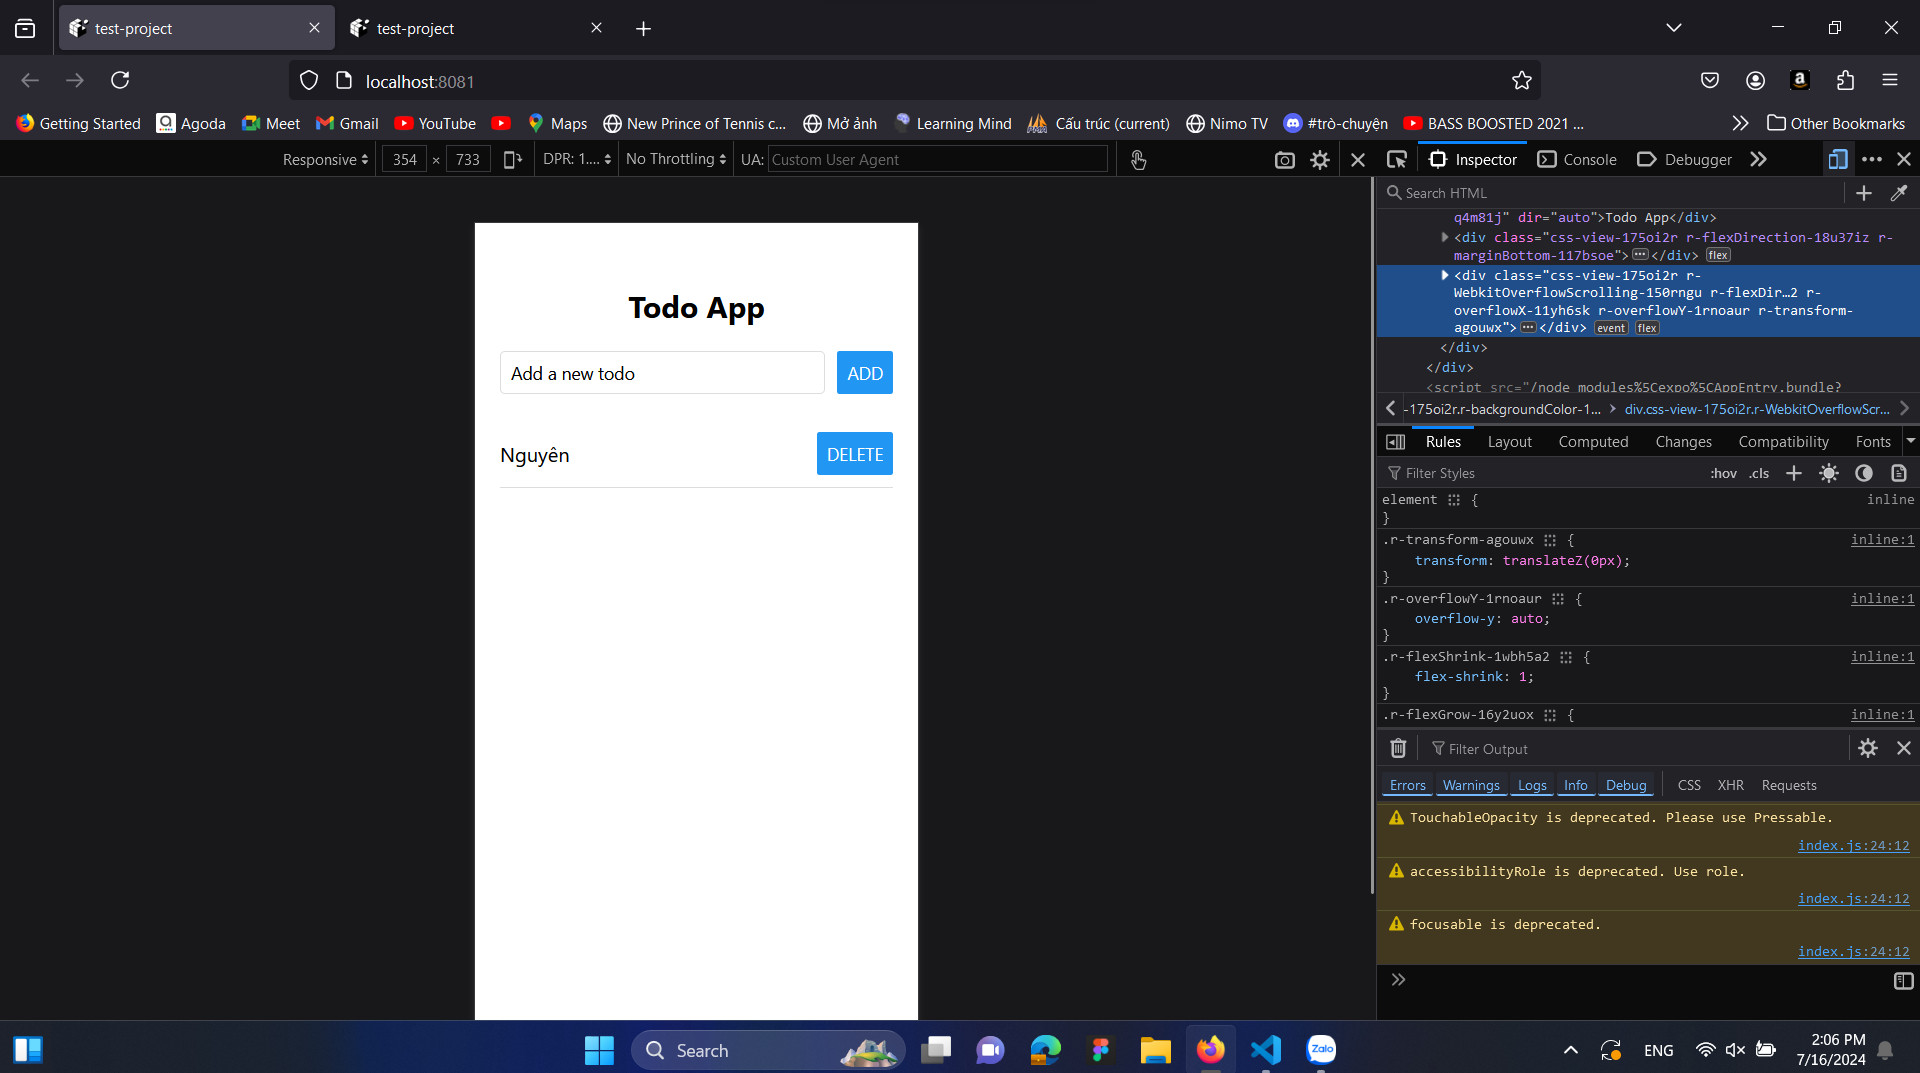 test-project
test-project
localhost:8081
Getting Started
Agoda
Meet
Gmail
YouTube
Maps
New Prince of Tennis c...
Mở ảnh
Learning Mind
Cấu trúc (current)
Nimo TV
#trò-chuyện
BASS BOOSTED 2021 ...
Other Bookmarks
Responsive
354 × 733
DPR: 1....
No Throttling
UA: Custom User Agent
Inspector
Console
Debugger
Todo App
Add a new todo
ADD
Nguyên
DELETE
Search HTML
q4m81j" dir="auto">Todo App</div>
<div class="css-view-175oi2r r-flexDirection-18u37iz r-
marginBottom-117bsoe"> </div> flex
<div class="css-view-175oi2r r-
WebkitOverflowScrolling-150rngu r-flexDir…2 r-
overflowX-11yh6sk r-overflowY-1rnoaur r-transform-
agouwx"> </div> event flex
</div>
</div>
<script src="/node_modules%5Cexpo%5CAppEntry.bundle?
-175oi2r.r-backgroundColor-1...
div.css-view-175oi2r.r-WebkitOverflowScr...
Rules
Layout
Computed
Changes
Compatibility
Fonts
Filter Styles
:hov
.cls
element {
inline
}
.r-transform-agouwx {
inline:1
transform: translateZ(0px);
}
.r-overflowY-1rnoaur {
inline:1
overflow-y: auto;
}
.r-flexShrink-1wbh5a2 {
inline:1
flex-shrink: 1;
}
.r-flexGrow-16y2uox {
inline:1
Filter Output
Errors
Warnings
Logs
Info
Debug
CSS
XHR
Requests
TouchableOpacity is deprecated. Please use Pressable.
index.js:24:12
accessibilityRole is deprecated. Use role.
index.js:24:12
focusable is deprecated.
index.js:24:12
Search
Zalo
ENG
2:06 PM
7/16/2024